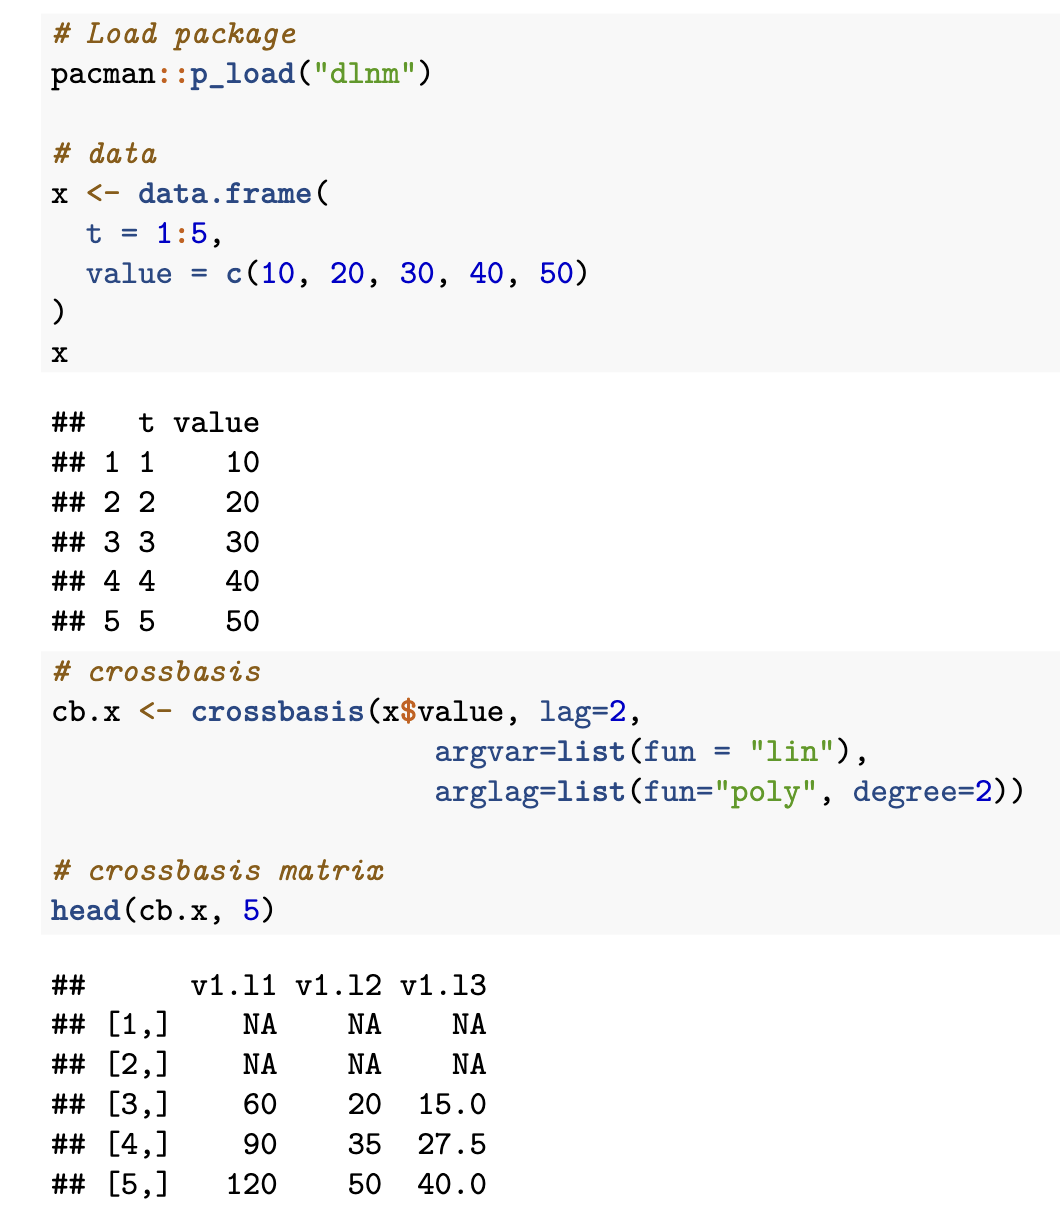 # Load package
pacman::p_load("dlnm")
# data
x <- data.frame(
  t = 1:5,
  value = c(10, 20, 30, 40, 50)
)
x
##   t value
## 1 1    10
## 2 2    20
## 3 3    30
## 4 4    40
## 5 5    50
# crossbasis
cb.x <- crossbasis(x$value, lag=2,
                      argvar=list(fun = "lin"),
                      arglag=list(fun="poly", degree=2))
# crossbasis matrix
head(cb.x, 5)
##      v1.l1 v1.l2 v1.l3
## [1,]    NA    NA    NA
## [2,]    NA    NA    NA
## [3,]    60    20  15.0
## [4,]    90    35  27.5
## [5,]   120    50  40.0